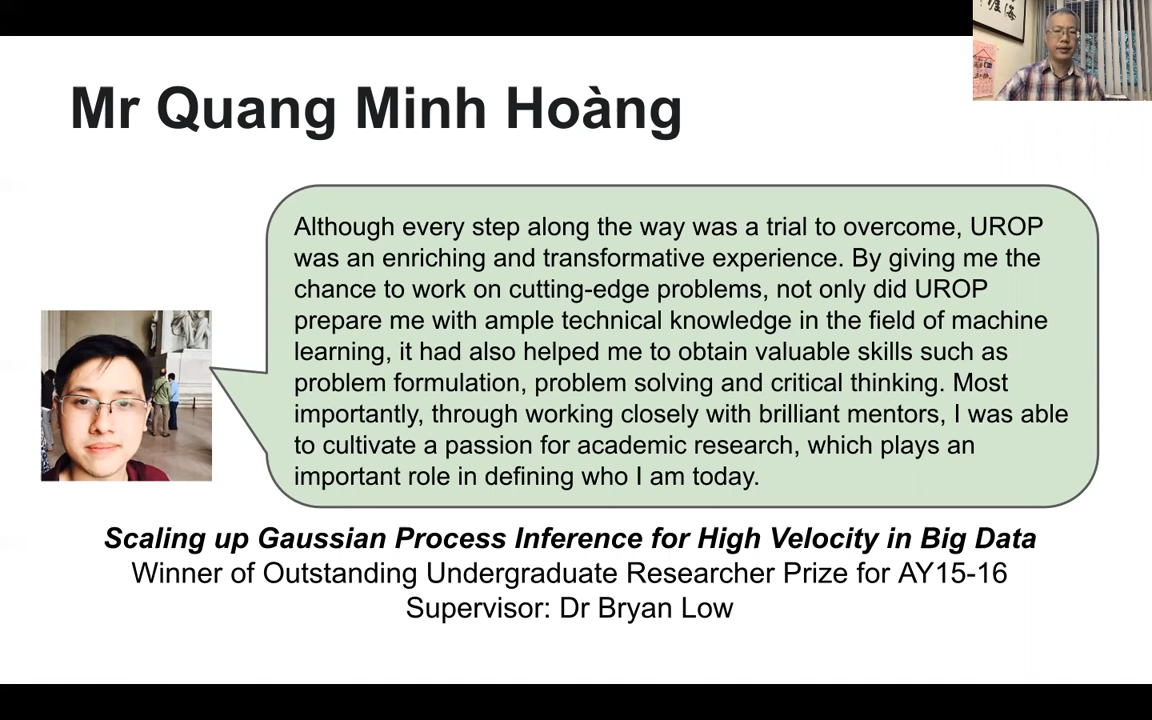 Mr Quang Minh Hoàng
Although every step along the way was a trial to overcome, UROP
was an enriching and transformative experience. By giving me the
chance to work on cutting-edge problems, not only did UROP
prepare me with ample technical knowledge in the field of machine
learning, it had also helped me to obtain valuable skills such as
problem formulation, problem solving and critical thinking. Most
importantly, through working closely with brilliant mentors, I was able
to cultivate a passion for academic research, which plays an
important role in defining who I am today.
Scaling up Gaussian Process Inference for High Velocity in Big Data
Winner of Outstanding Undergraduate Researcher Prize for AY15-16
Supervisor: Dr Bryan Low